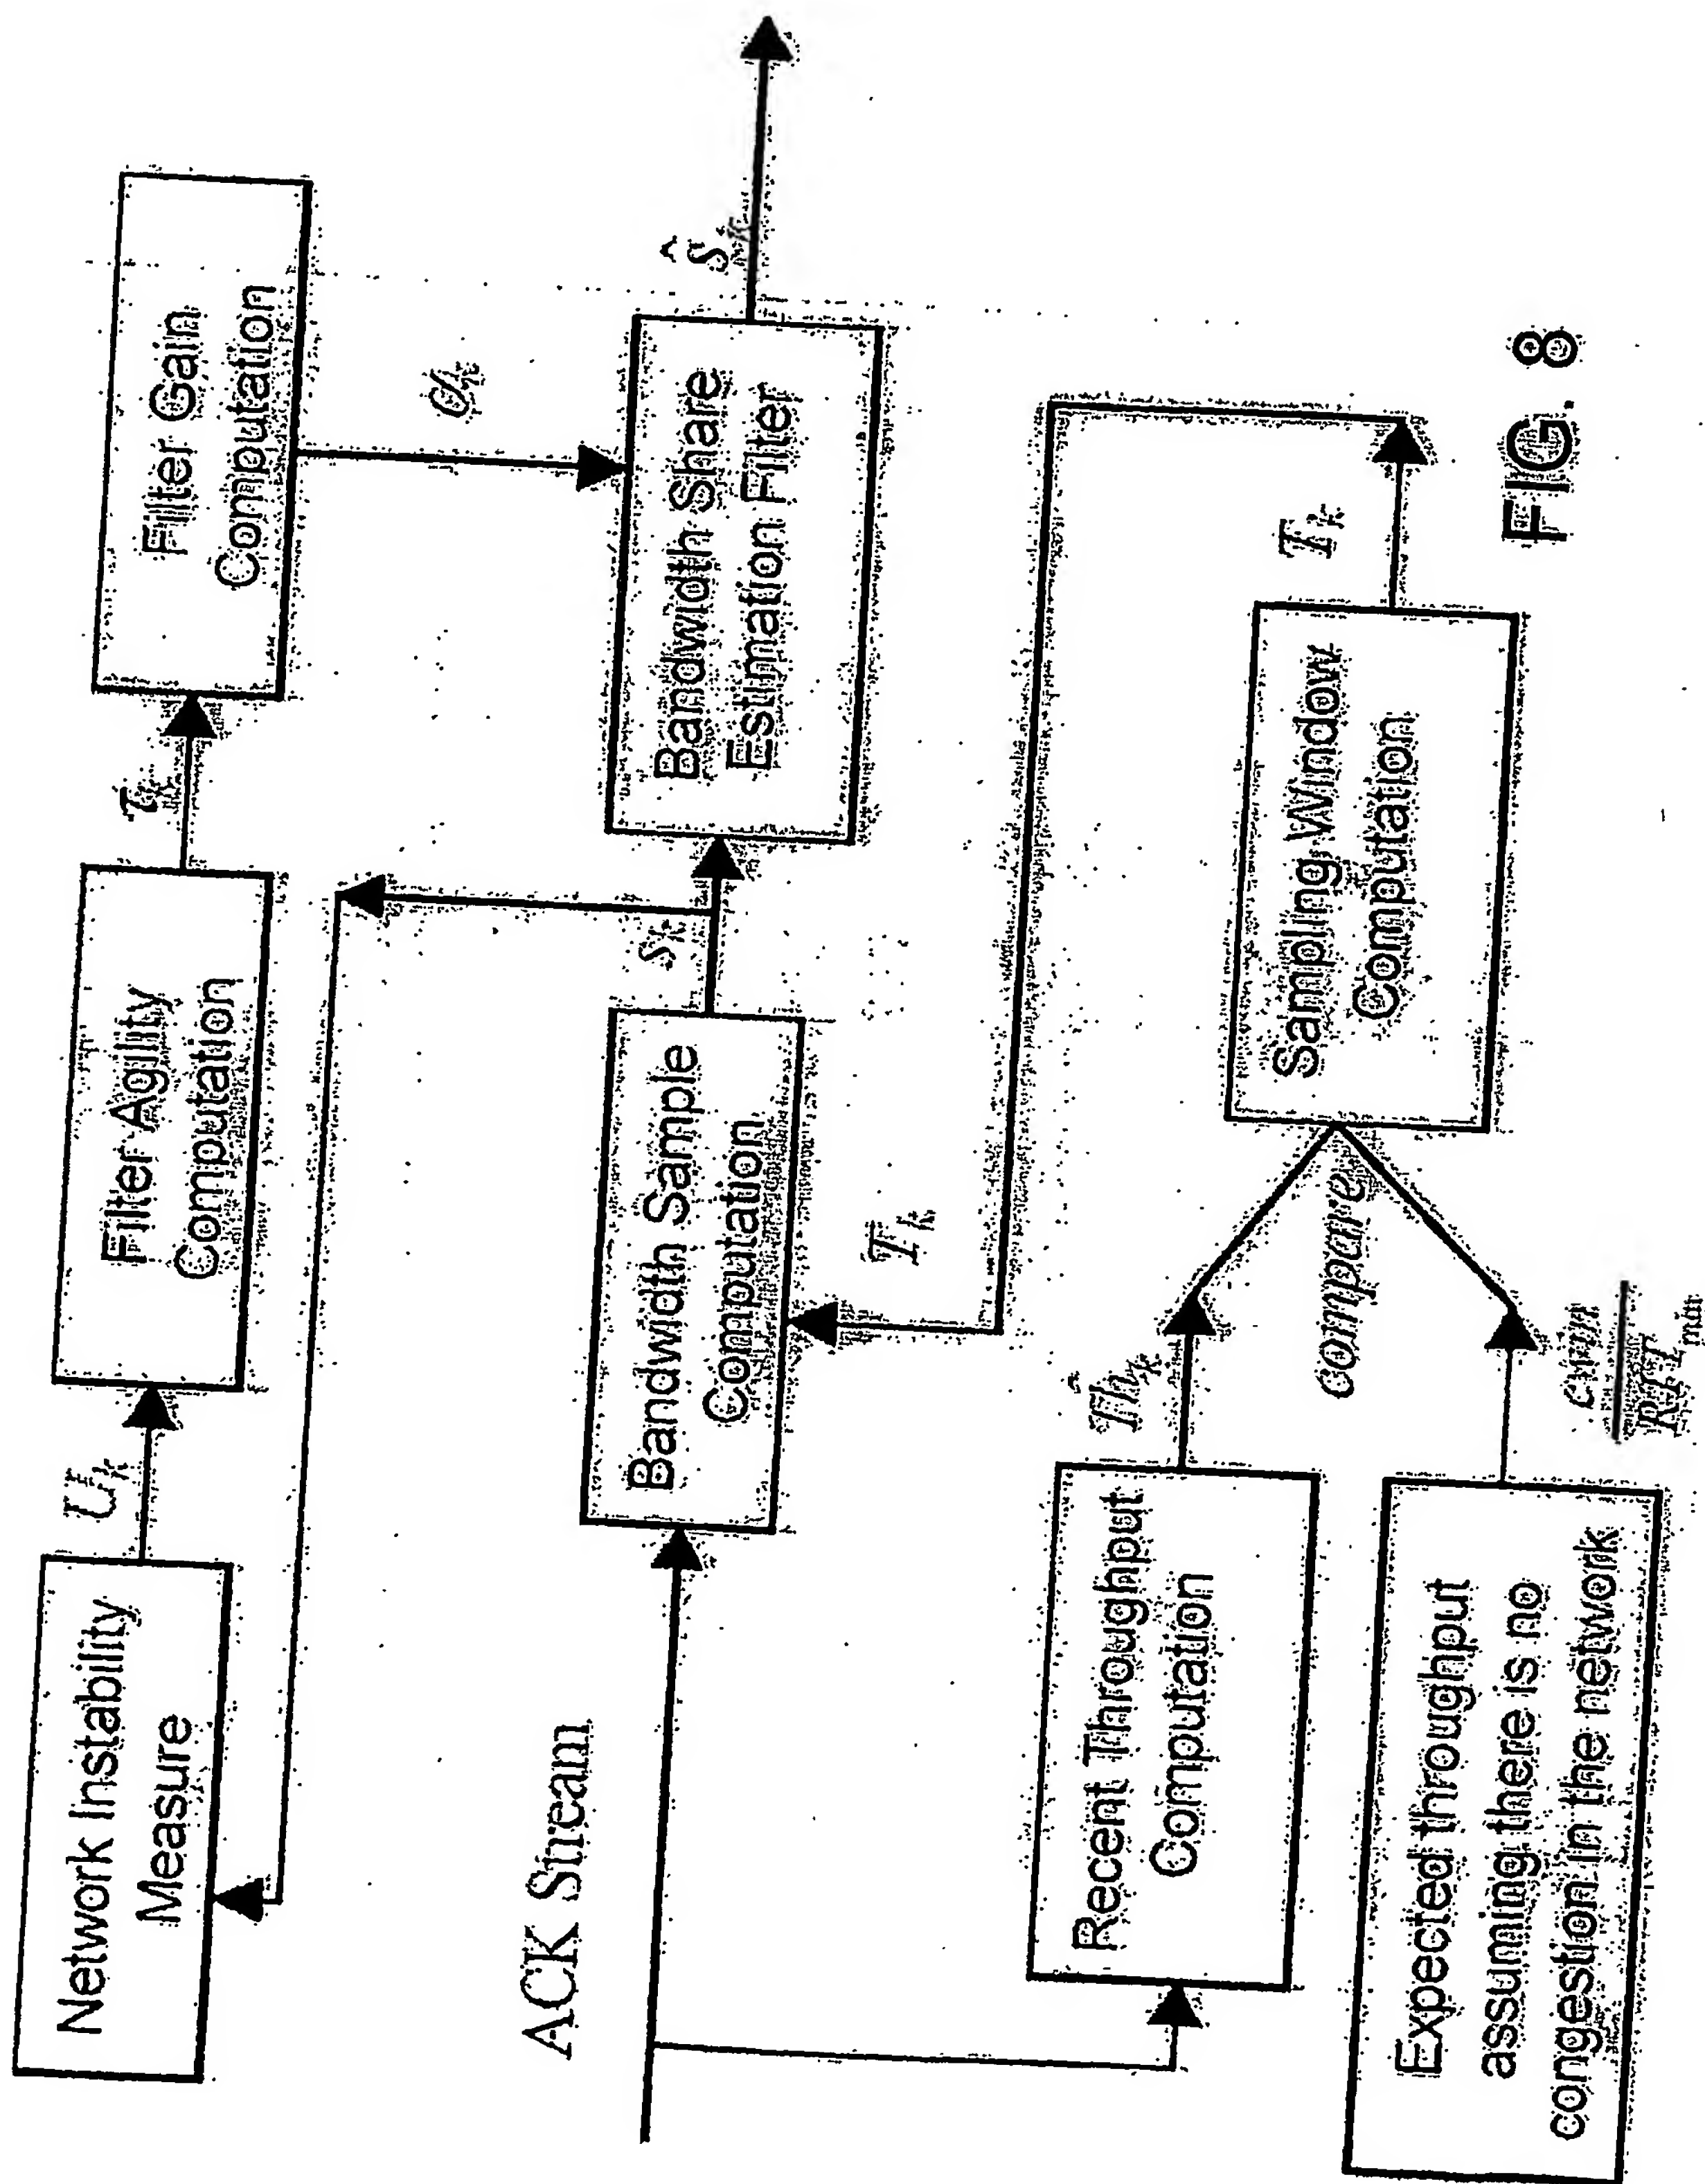 Network Instability
Measure
U_k
Filter Agility
Computation
τ_k
Filter Gain
Computation
α_k
ACK Stream
Bandwidth Sample
Computation
s_k
Bandwidth Share
Estimation Filter
ŝ_k
T_k
Recent Throughput
Computation
T̂h_k
compare
Expected throughput
assuming there is no
congestion in the network
cwin
RTT_min
Sampling Window
Computation
T_k
FIG. 8